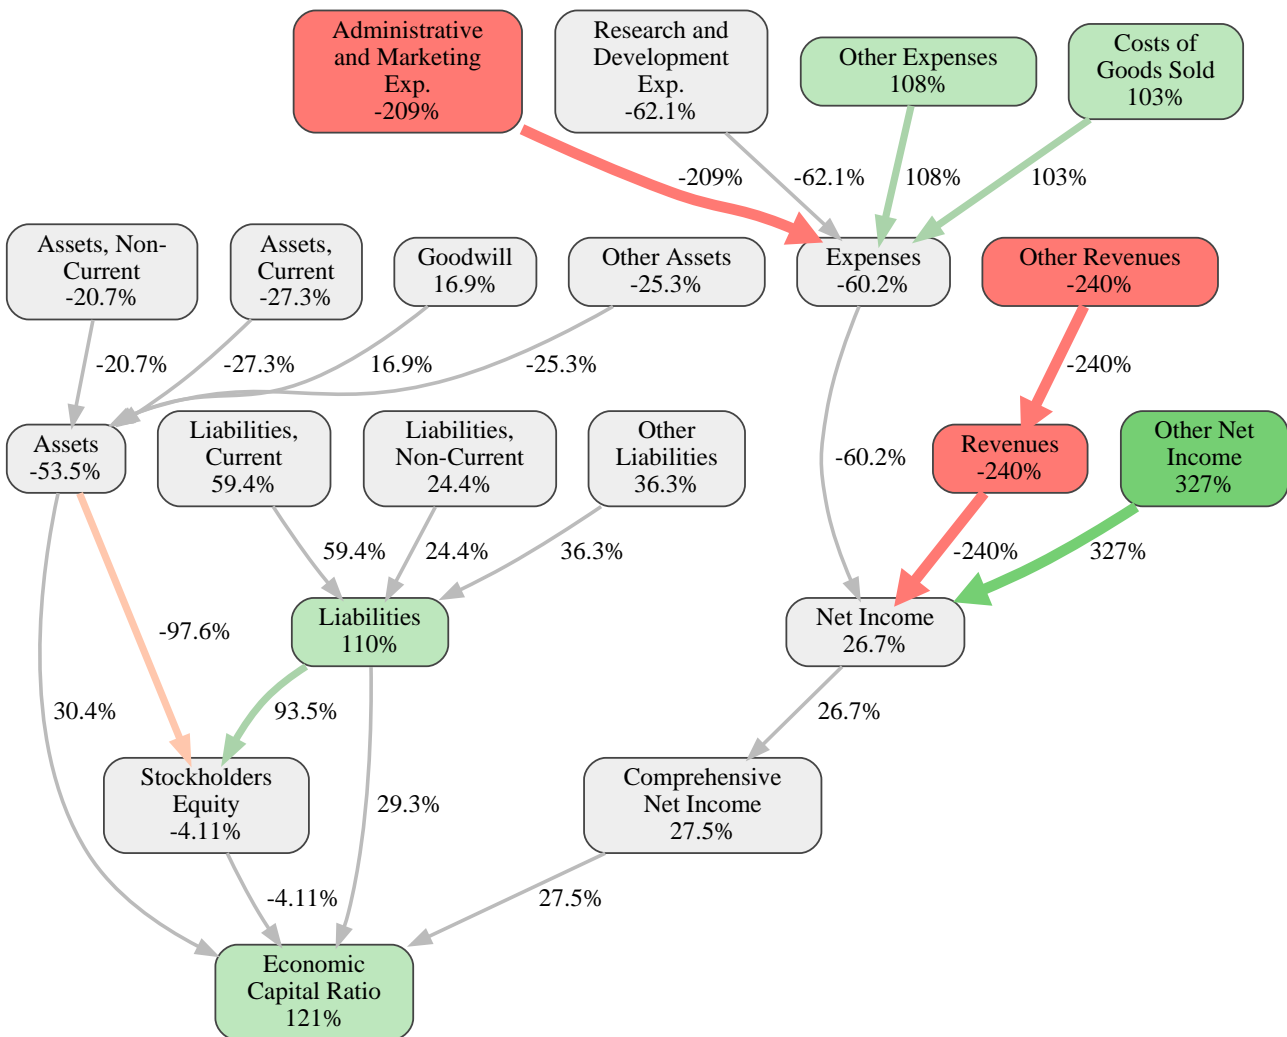 Administrative
and Marketing
Exp.
-209%
Research and
Development
Exp.
-62.1%
Other Expenses
108%
Costs of
Goods Sold
103%
-209%
-62.1%
108%
103%
Assets, Non-
Current
-20.7%
Assets,
Current
-27.3%
Goodwill
16.9%
Other Assets
-25.3%
Expenses
-60.2%
Other Revenues
-240%
-20.7%
-27.3%
16.9%
-25.3%
-240%
Assets
-53.5%
Liabilities,
Current
59.4%
Liabilities,
Non-Current
24.4%
Other
Liabilities
36.3%
-60.2%
Revenues
-240%
Other Net
Income
327%
59.4%
24.4%
36.3%
-240%
327%
-97.6%
Liabilities
110%
Net Income
26.7%
30.4%
93.5%
26.7%
Stockholders
Equity
-4.11%
29.3%
Comprehensive
Net Income
27.5%
-4.11%
27.5%
Economic
Capital Ratio
121%